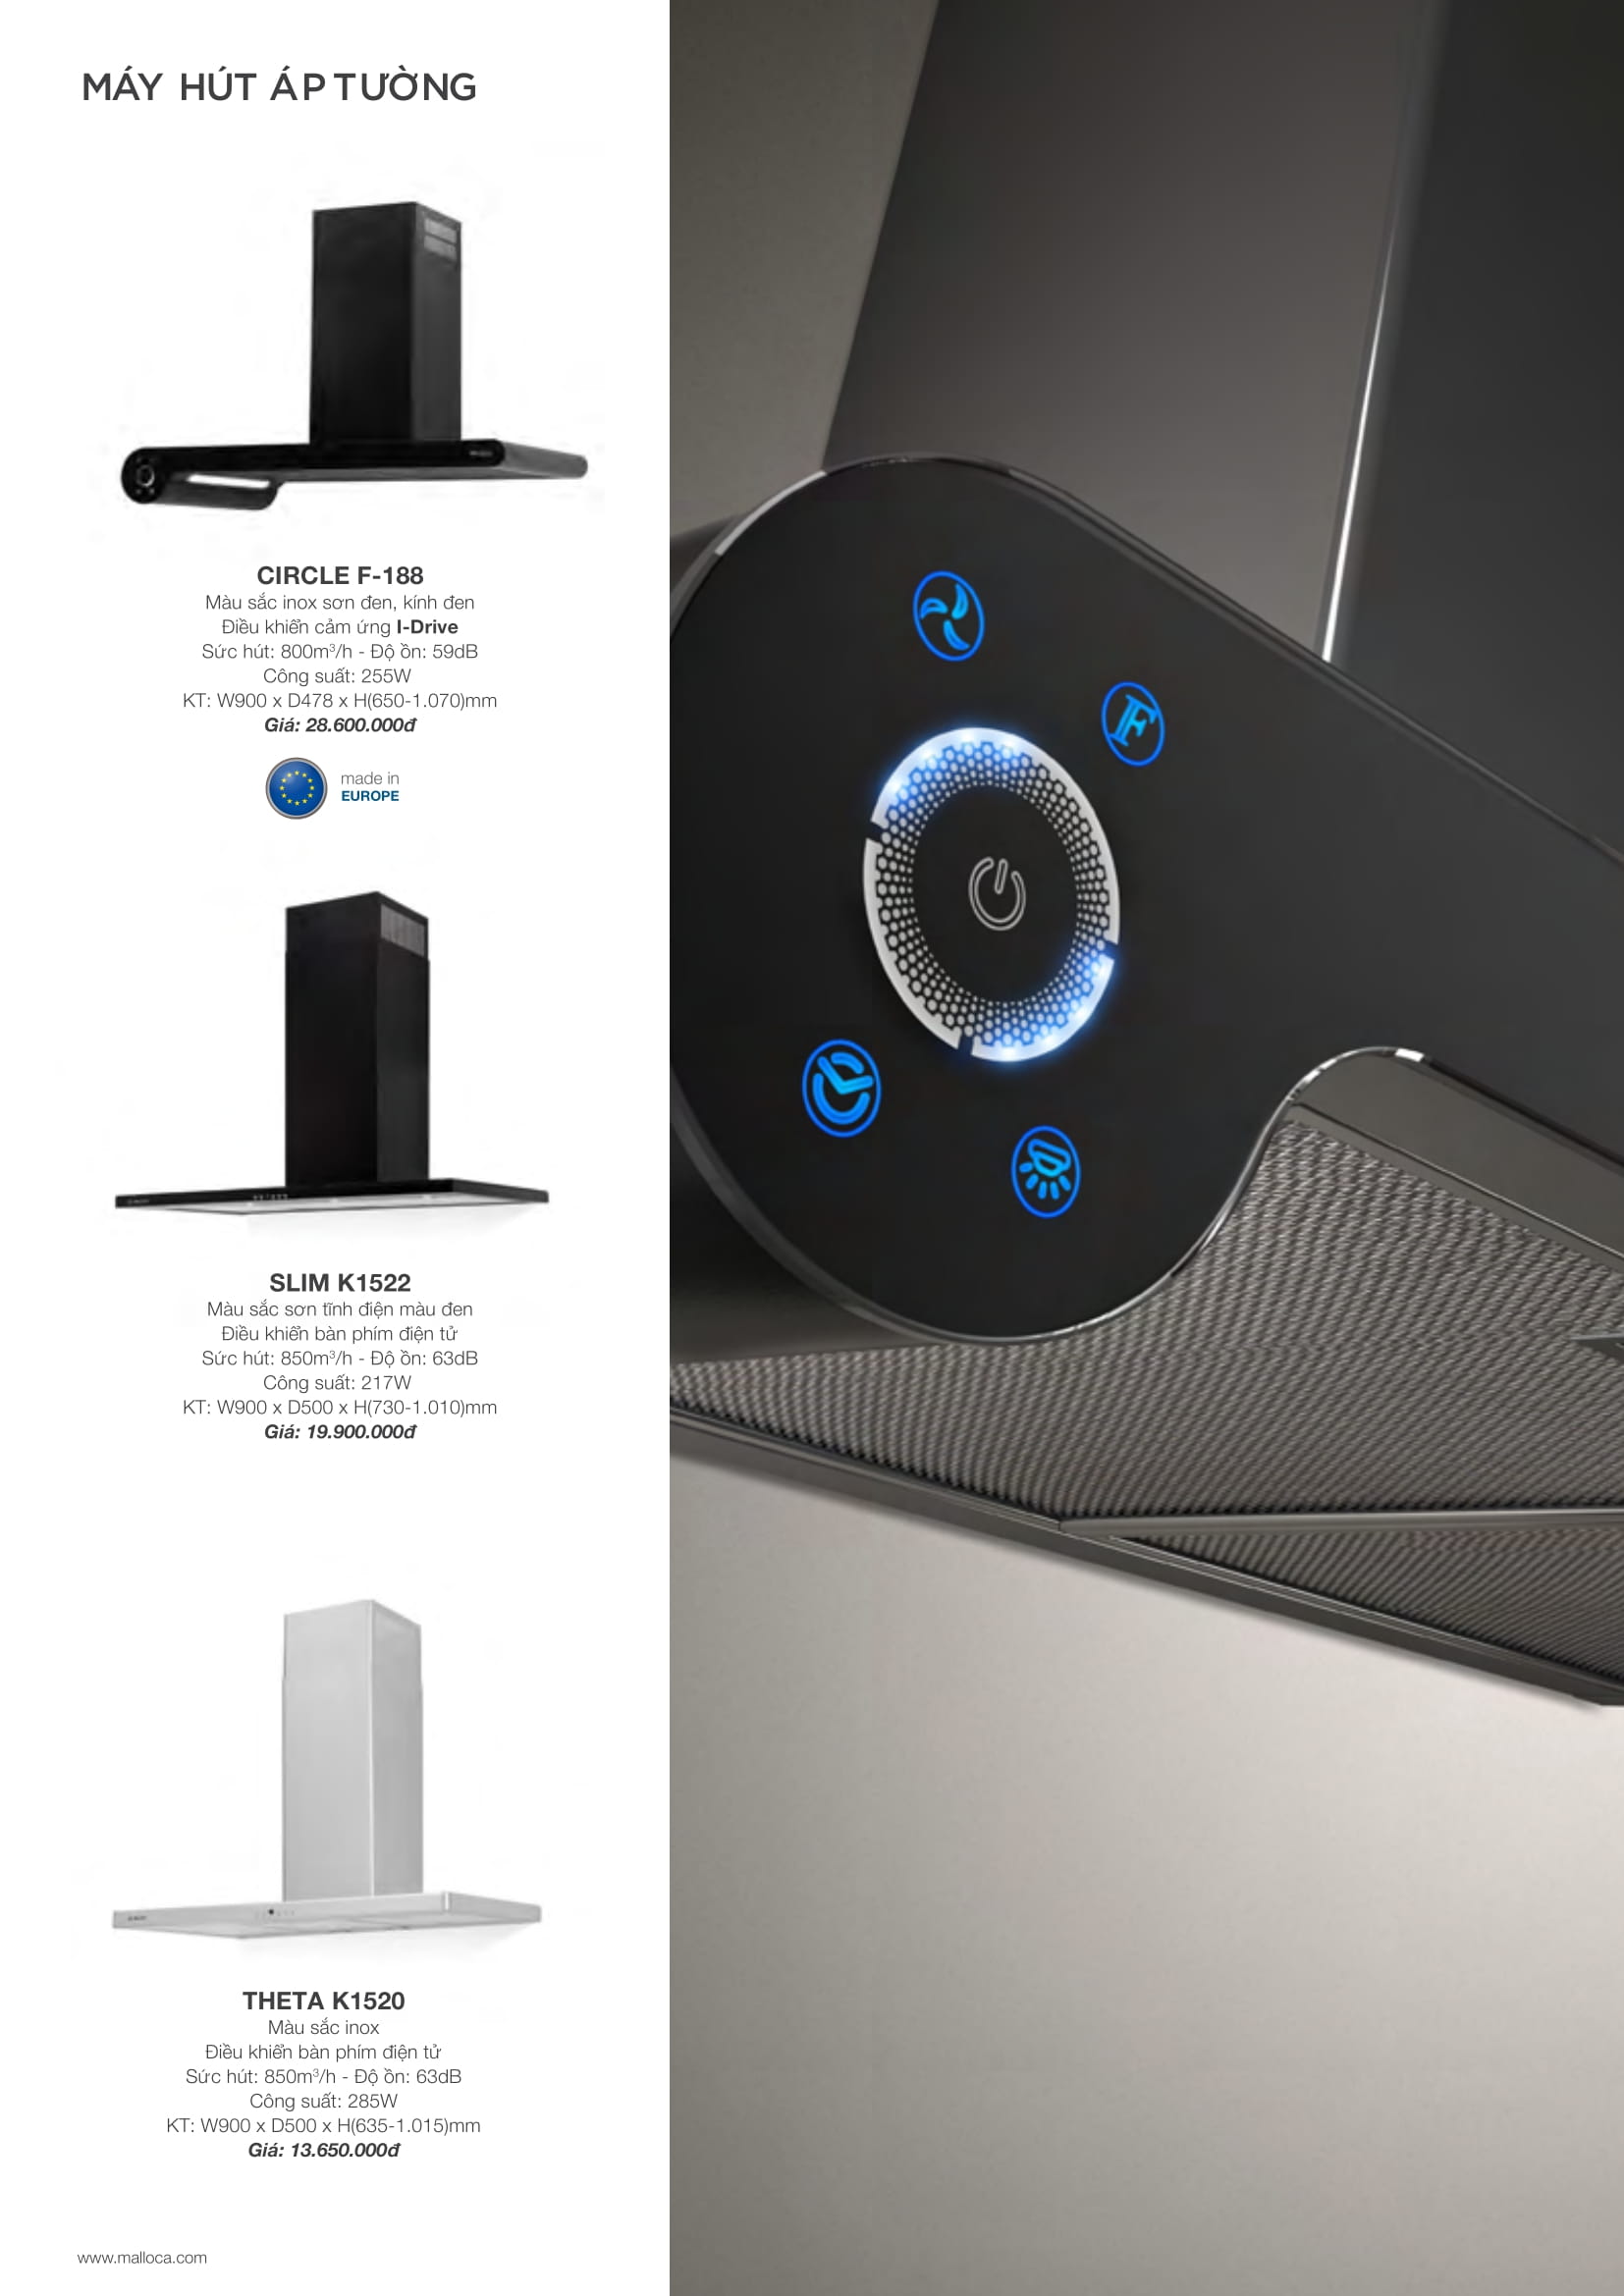 MÁY HÚT ÁP TƯỜNG
CIRCLE F-188
Màu sắc inox sơn đen, kính đen
Điều khiển cảm ứng I-Drive
Sức hút: 800m³/h - Độ ồn: 59dB
Công suất: 255W
KT: W900 x D478 x H(650-1.070)mm
Giá: 28.600.000đ
made in
EUROPE
F
SLIM K1522
Màu sắc sơn tĩnh điện màu đen
Điều khiển bàn phím điện tử
Sức hút: 850m³/h - Độ ồn: 63dB
Công suất: 217W
KT: W900 x D500 x H(730-1.010)mm
Giá: 19.900.000đ
THETA K1520
Màu sắc inox
Điều khiển bàn phím điện tử
Sức hút: 850m³/h - Độ ồn: 63dB
Công suất: 285W
KT: W900 x D500 x H(635-1.015)mm
Giá: 13.650.000đ
www.malloca.com